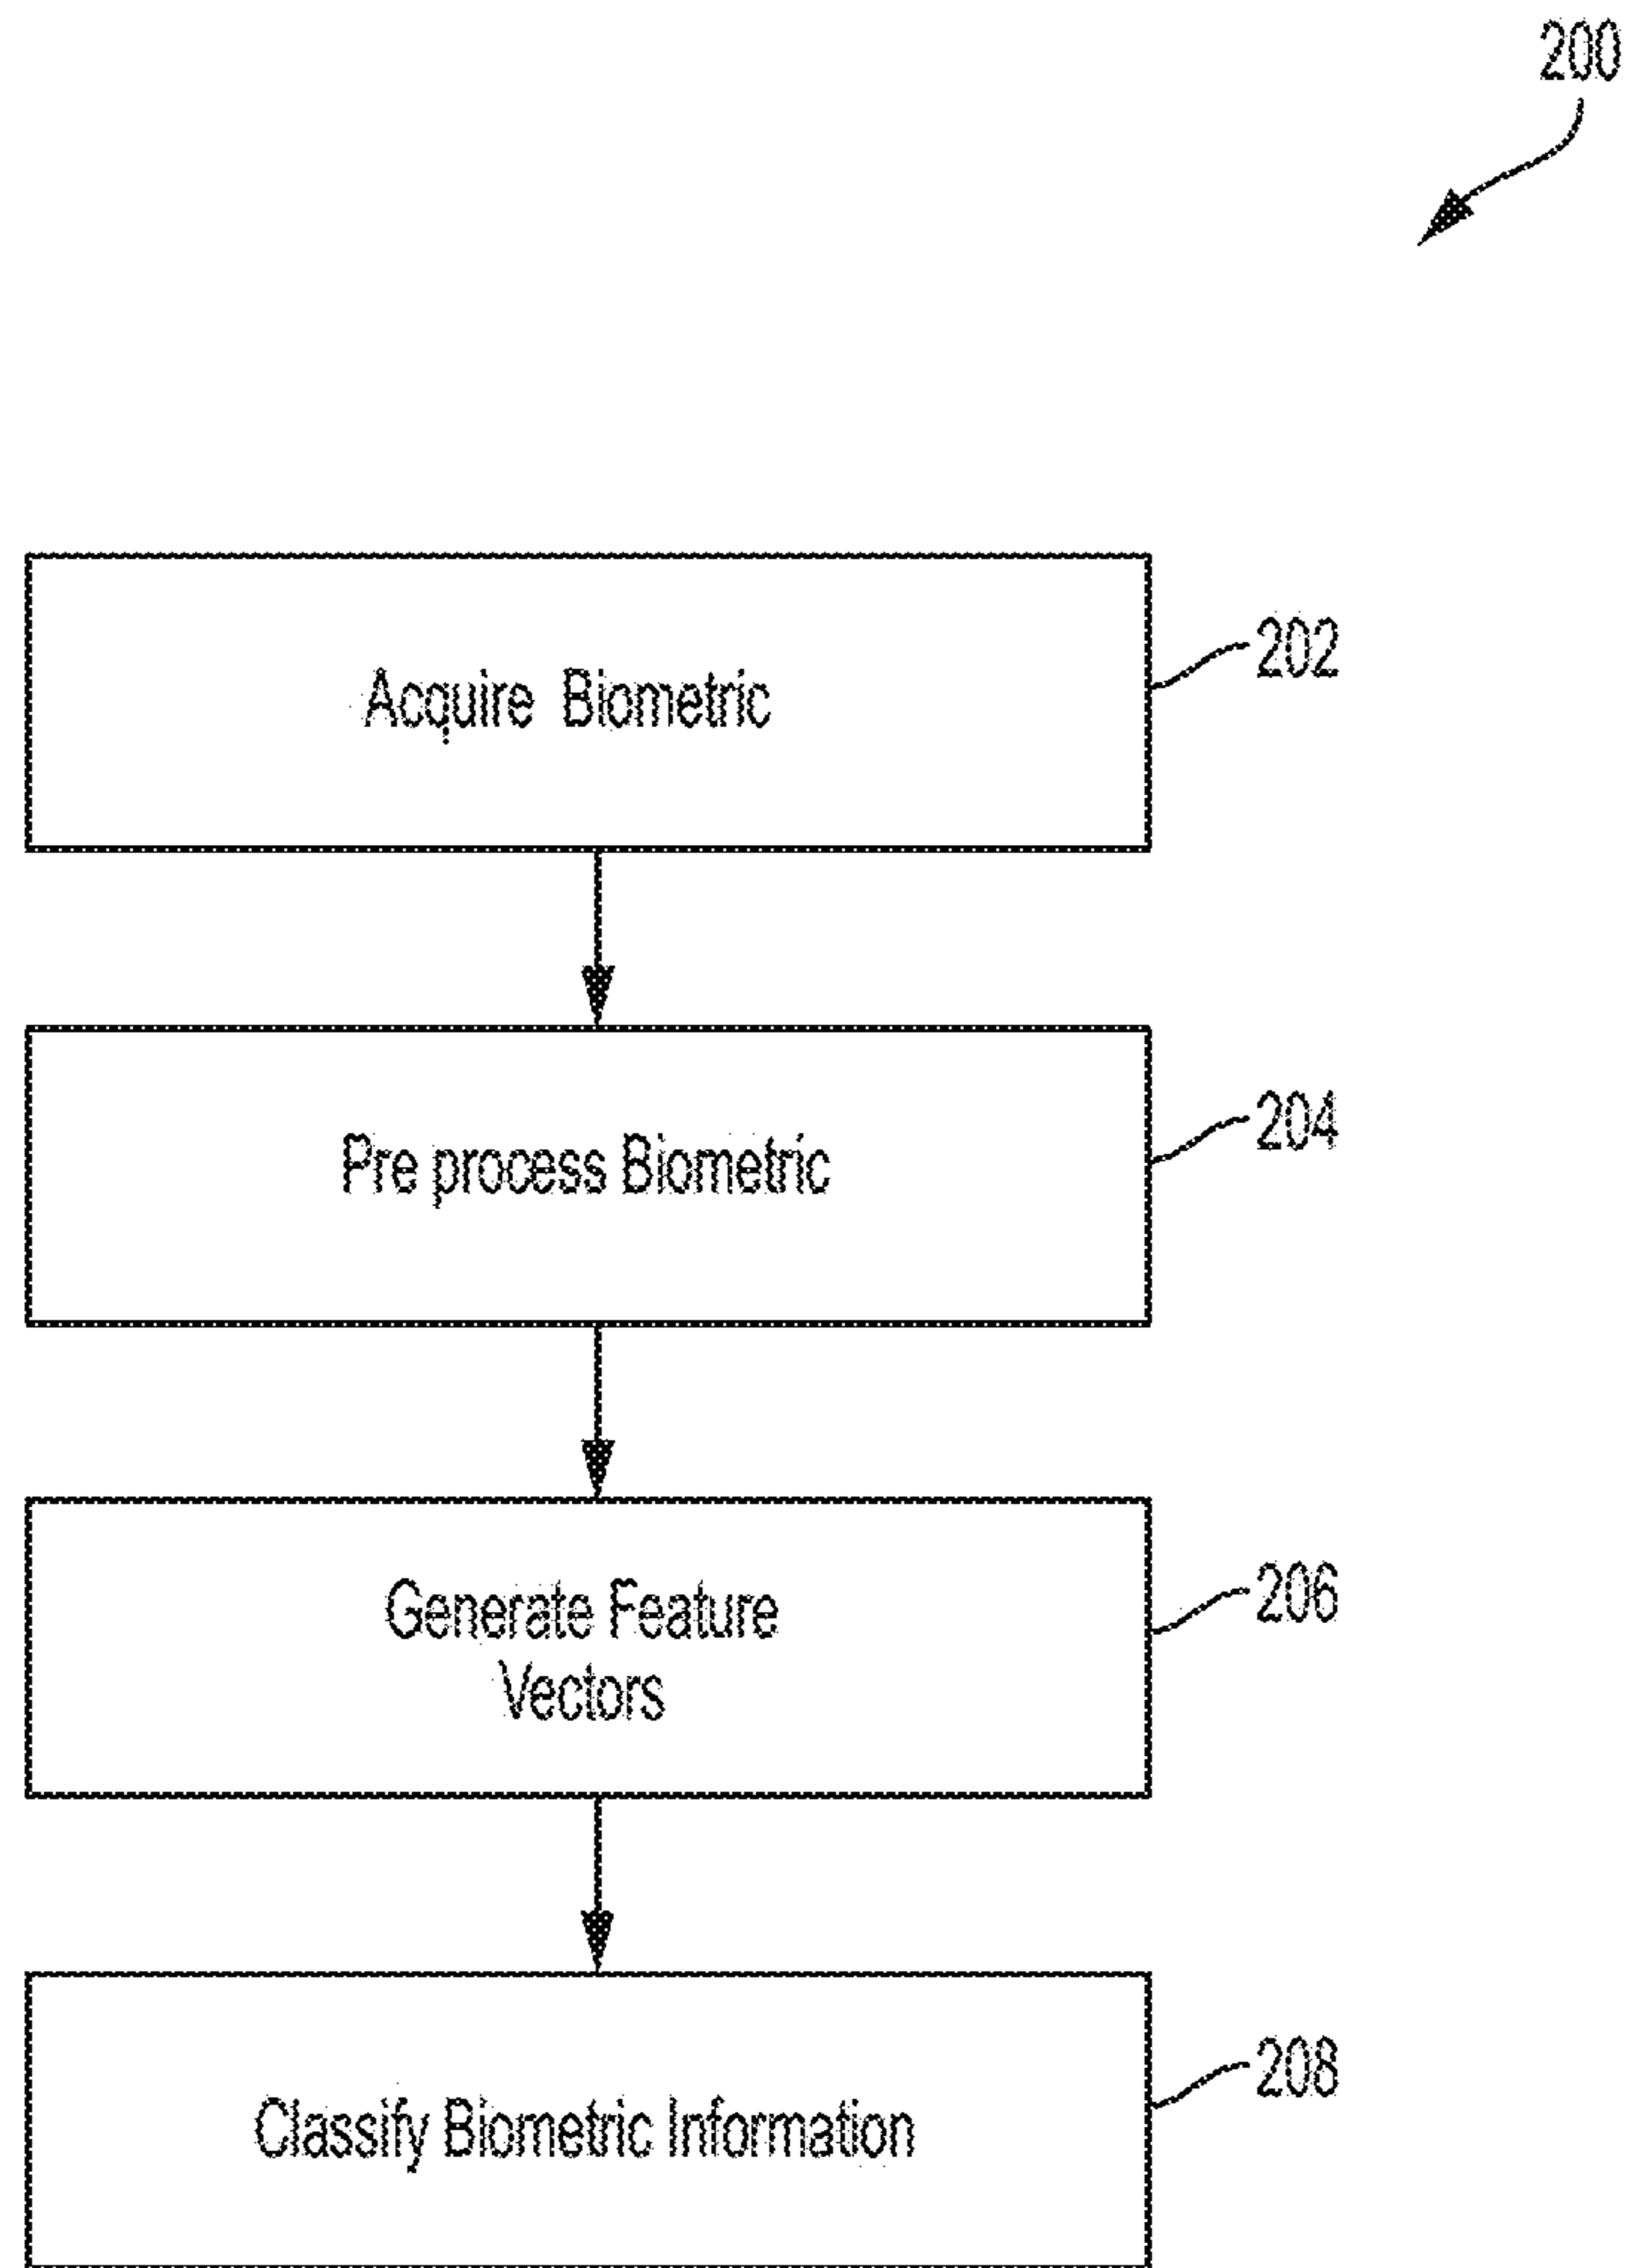 200
Acquire Biometric
202
Pre process Biometric
204
Generate Feature
Vectors
206
Classify Biometric Information
208